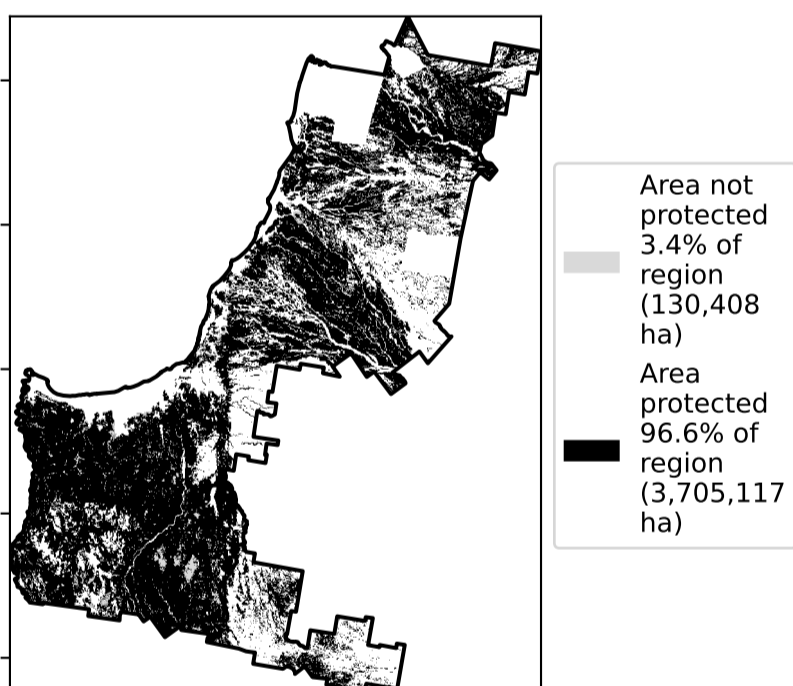 Area not
protected
3.4% of
region
(130,408
ha)
Area
protected
96.6% of
region
(3,705,117
ha)